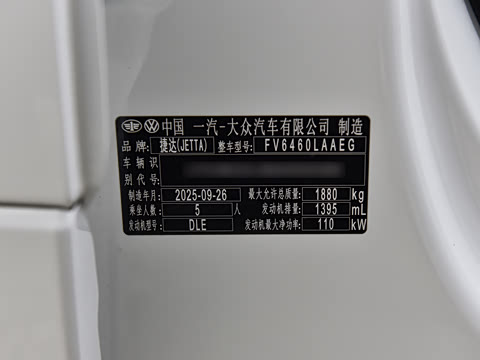 中国 一汽-大众汽车有限公司 制造
品牌: 捷达(JETTA) 整车型号: FV6460LAAEG
车辆识
别代号:
制造年月: 2025-09-26 最大允许总质量: 1880 kg
乘坐人数: 5 人 发动机排量: 1395 mL
发动机型号: DLE 发动机最大净功率: 110 kW